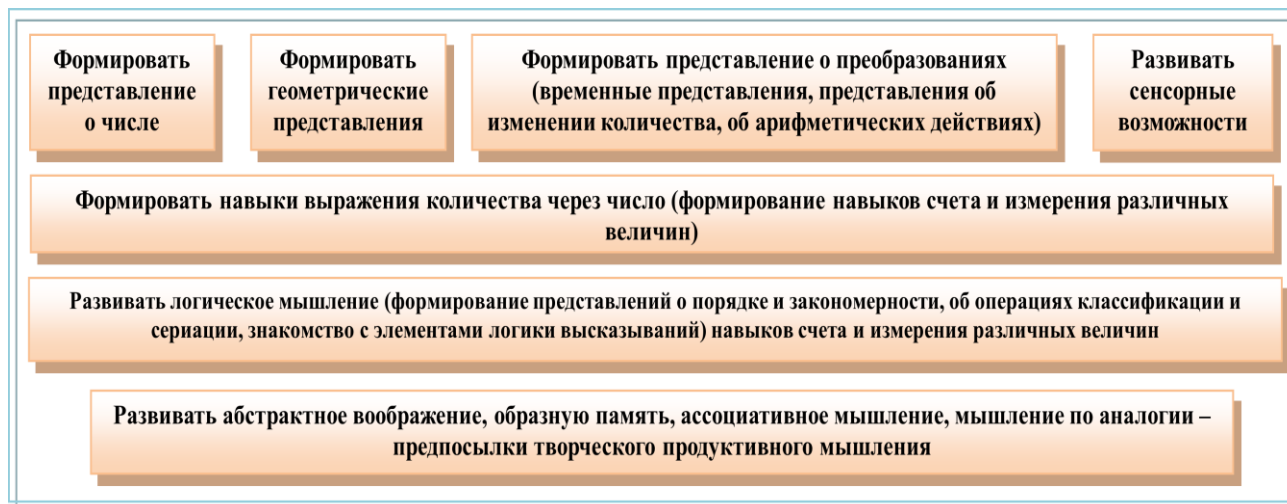 Формировать
представление
о числе
Формировать
геометрические
представления
Формировать представление о преобразованиях
(временные представления, представления об
изменении количества, об арифметических действиях)
Развивать
сенсорные
возможности
Формировать навыки выражения количества через число (формирование навыков счета и измерения различных
величин)
Развивать логическое мышление (формирование представлений о порядке и закономерности, об операциях классификации и
сериации, знакомство с элементами логики высказываний) навыков счета и измерения различных величин
Развивать абстрактное воображение, образную память, ассоциативное мышление, мышление по аналогии –
предпосылки творческого продуктивного мышления